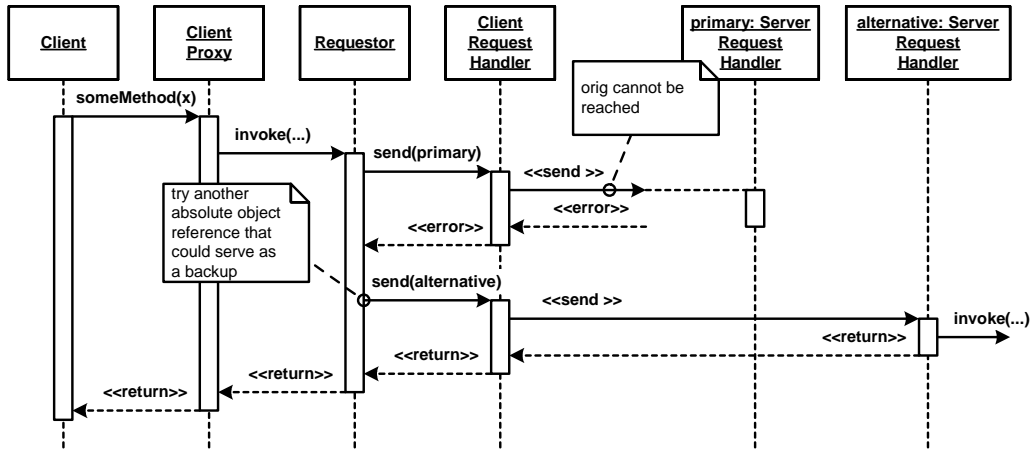 Client
Client
Proxy
Requestor
Client
Request
Handler
primary: Server
Request
Handler
alternative: Server
Request
Handler
orig cannot be
reached
someMethod(x)
invoke(...)
send(primary)
<<send >>
try another
absolute object
reference that
could serve as
a backup
<<error>>
<<error>>
send(alternative)
<<send >>
invoke(...)
<<return>>
<<return>>
<<return>>
<<return>>